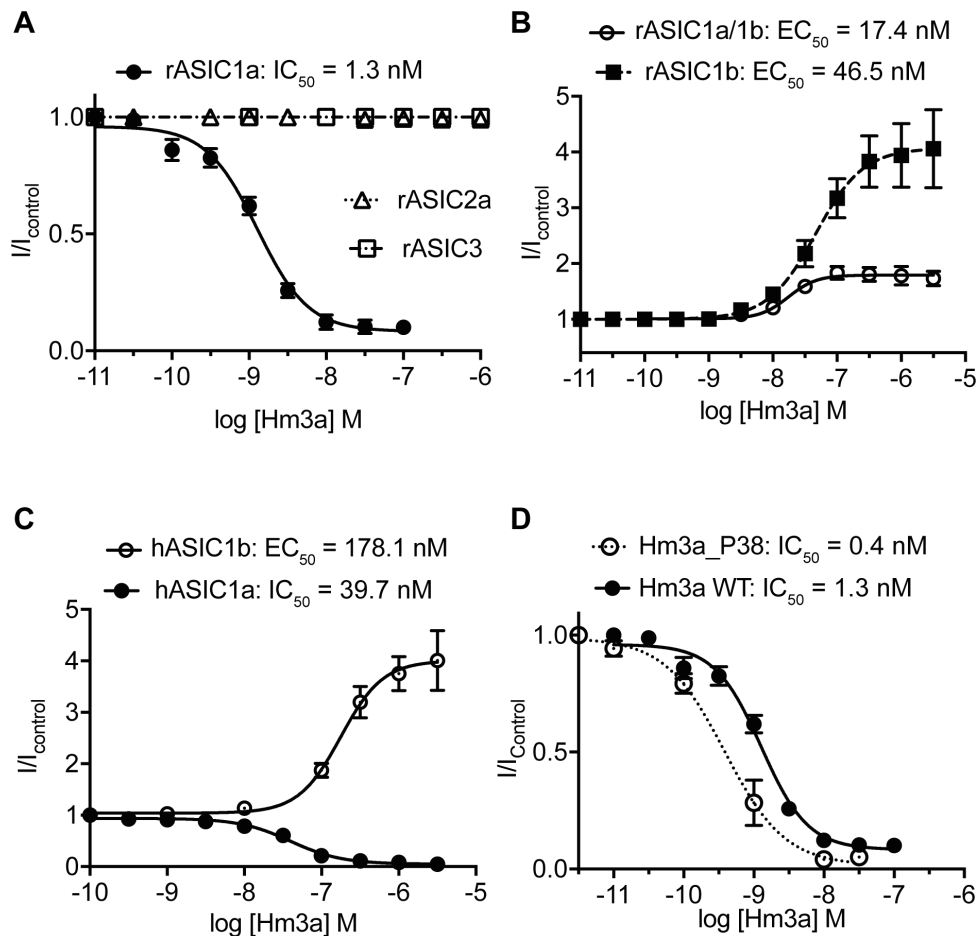 A
rASIC1a: IC50 = 1.3 nM
1.0
0.5
0.0
I/Icontrol
rASIC2a
rASIC3
-11 -10 -9 -8 -7 -6
log [Hm3a] M
B
rASIC1a/1b: EC50 = 17.4 nM
rASIC1b: EC50 = 46.5 nM
5
4
3
2
1
I/Icontrol
-11 -10 -9 -8 -7 -6 -5
log [Hm3a] M
C
hASIC1b: EC50 = 178.1 nM
hASIC1a: IC50 = 39.7 nM
5
4
3
2
1
0
I/Icontrol
-10 -9 -8 -7 -6 -5
log [Hm3a] M
D
Hm3a_P38: IC50 = 0.4 nM
Hm3a WT: IC50 = 1.3 nM
1.0
0.5
0.0
I/IControl
-11 -10 -9 -8 -7
log [Hm3a] M